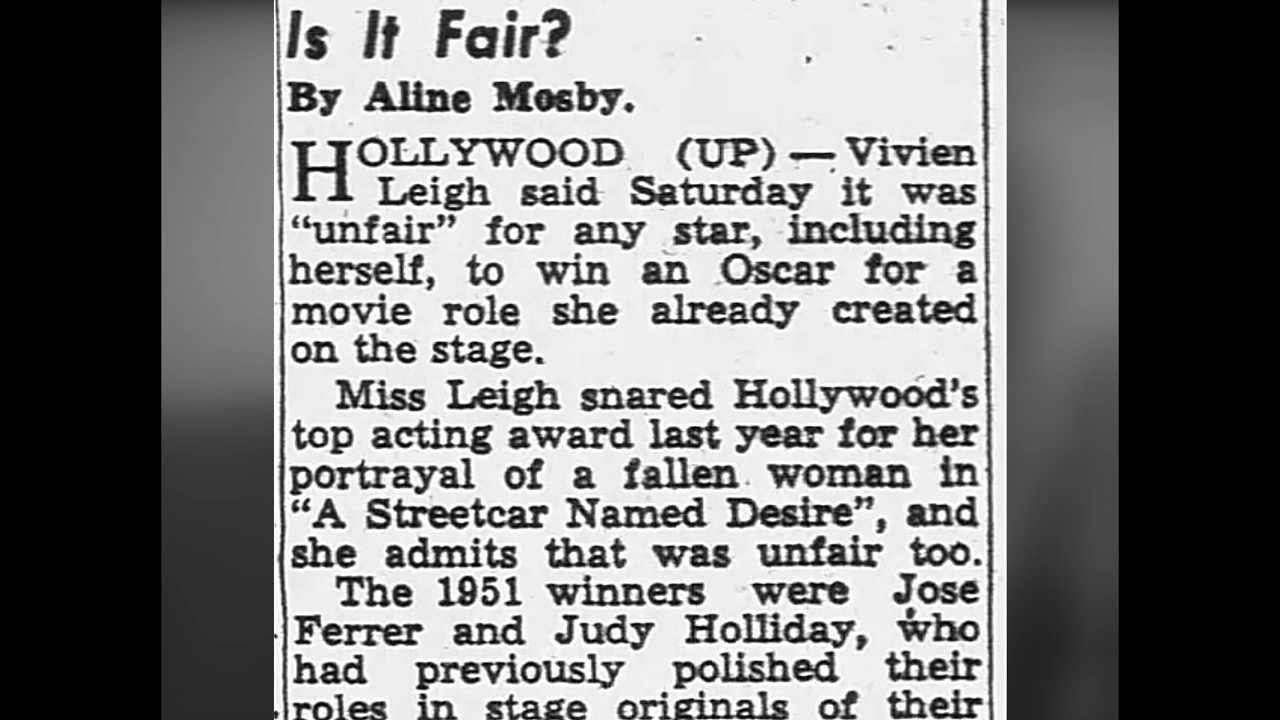 Is It Fair?
By Aline Mosby.
HOLLYWOOD (UP) — Vivien
Leigh said Saturday it was
“unfair” for any star, including
herself, to win an Oscar for a
movie role she already created
on the stage.
Miss Leigh snared Hollywood's
top acting award last year for her
portrayal of a fallen woman in
“A Streetcar Named Desire”, and
she admits that was unfair too.
The 1951 winners were Jose
Ferrer and Judy Holliday, who
had previously polished their
roles in stage originals of their